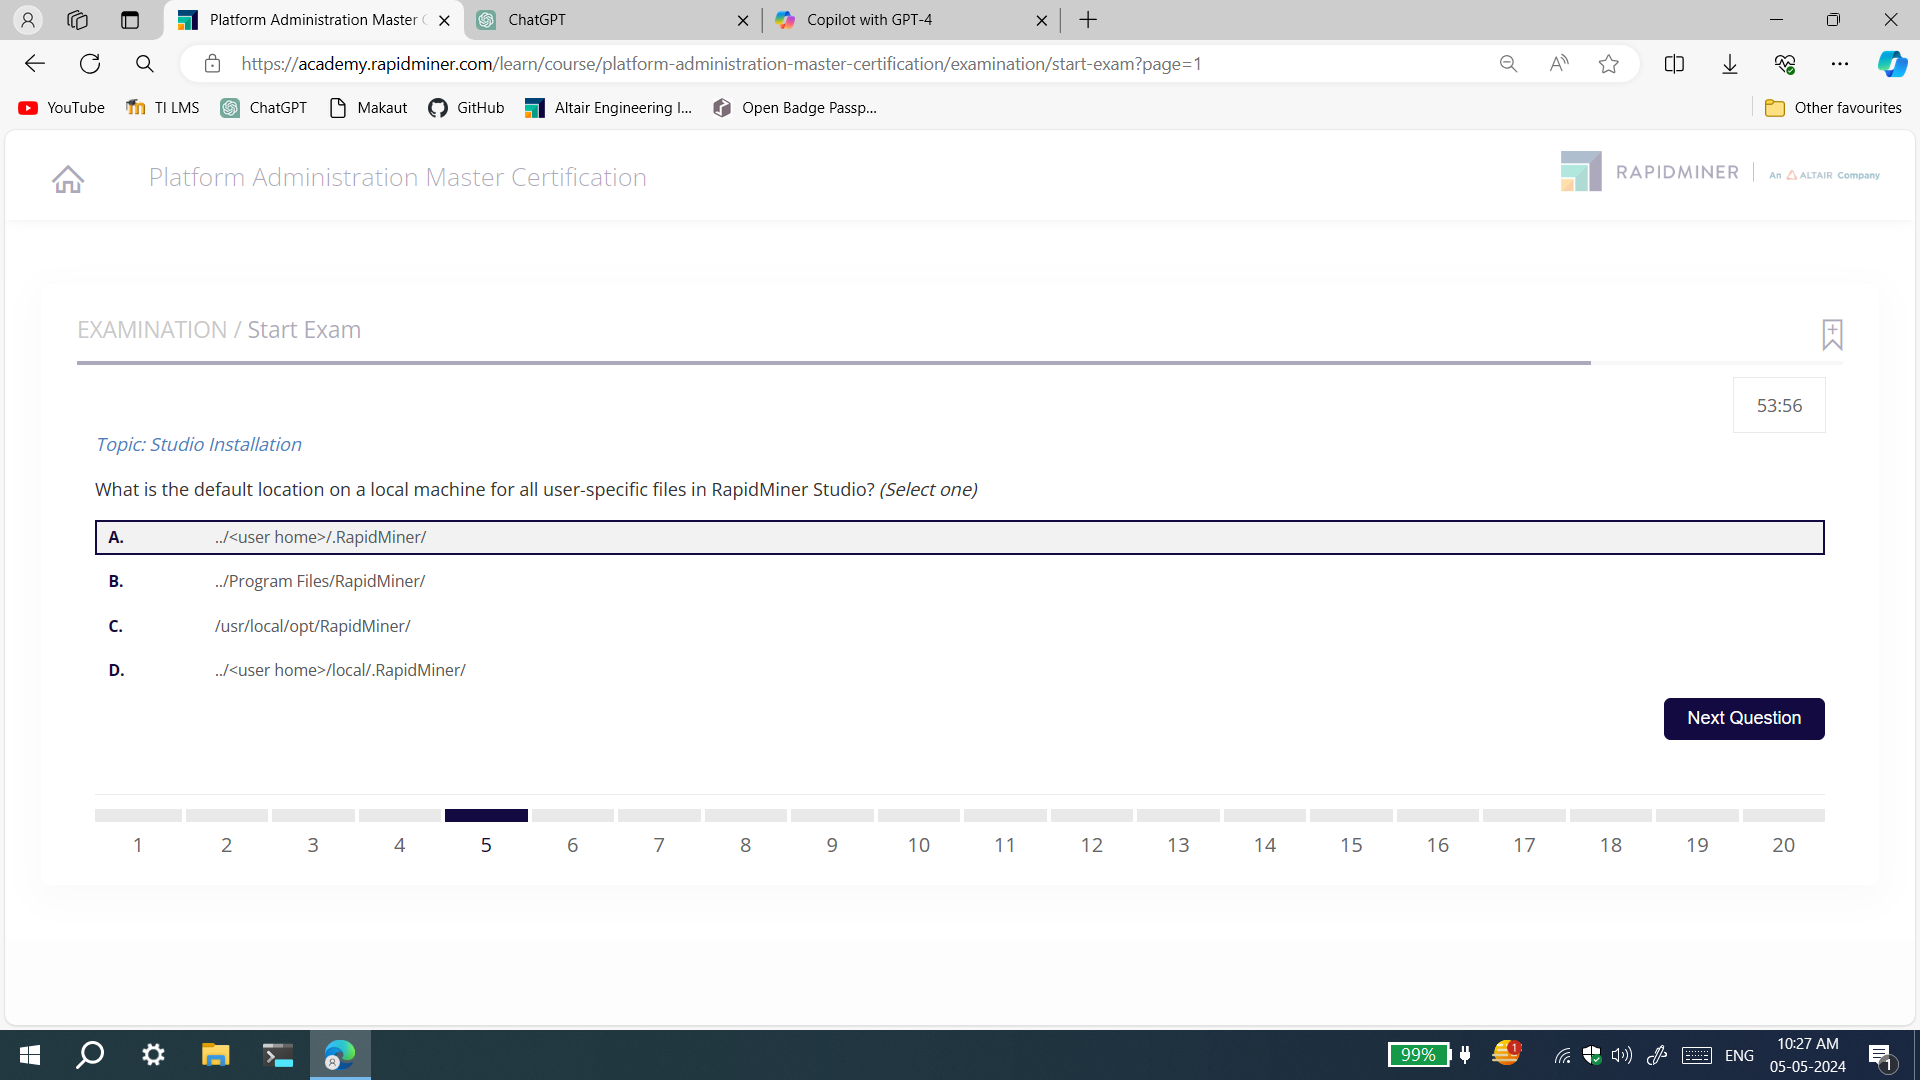 Platform Administration Master C
ChatGPT
Copilot with GPT-4
https://academy.rapidminer.com/learn/course/platform-administration-master-certification/examination/start-exam?page=1
YouTube
TI LMS
ChatGPT
Makaut
GitHub
Altair Engineering I...
Open Badge Passp...
Other favourites
Platform Administration Master Certification
RAPIDMINER
An ALTAIR Company
EXAMINATION / Start Exam
53:56
Topic: Studio Installation
What is the default location on a local machine for all user-specific files in RapidMiner Studio? (Select one)
A. ../<user home>/.RapidMiner/
B. ../Program Files/RapidMiner/
C. /usr/local/opt/RapidMiner/
D. ../<user home>/local/.RapidMiner/
Next Question
1 2 3 4 5 6 7 8 9 10 11 12 13 14 15 16 17 18 19 20
99%
1
ENG
10:27 AM
05-05-2024
1